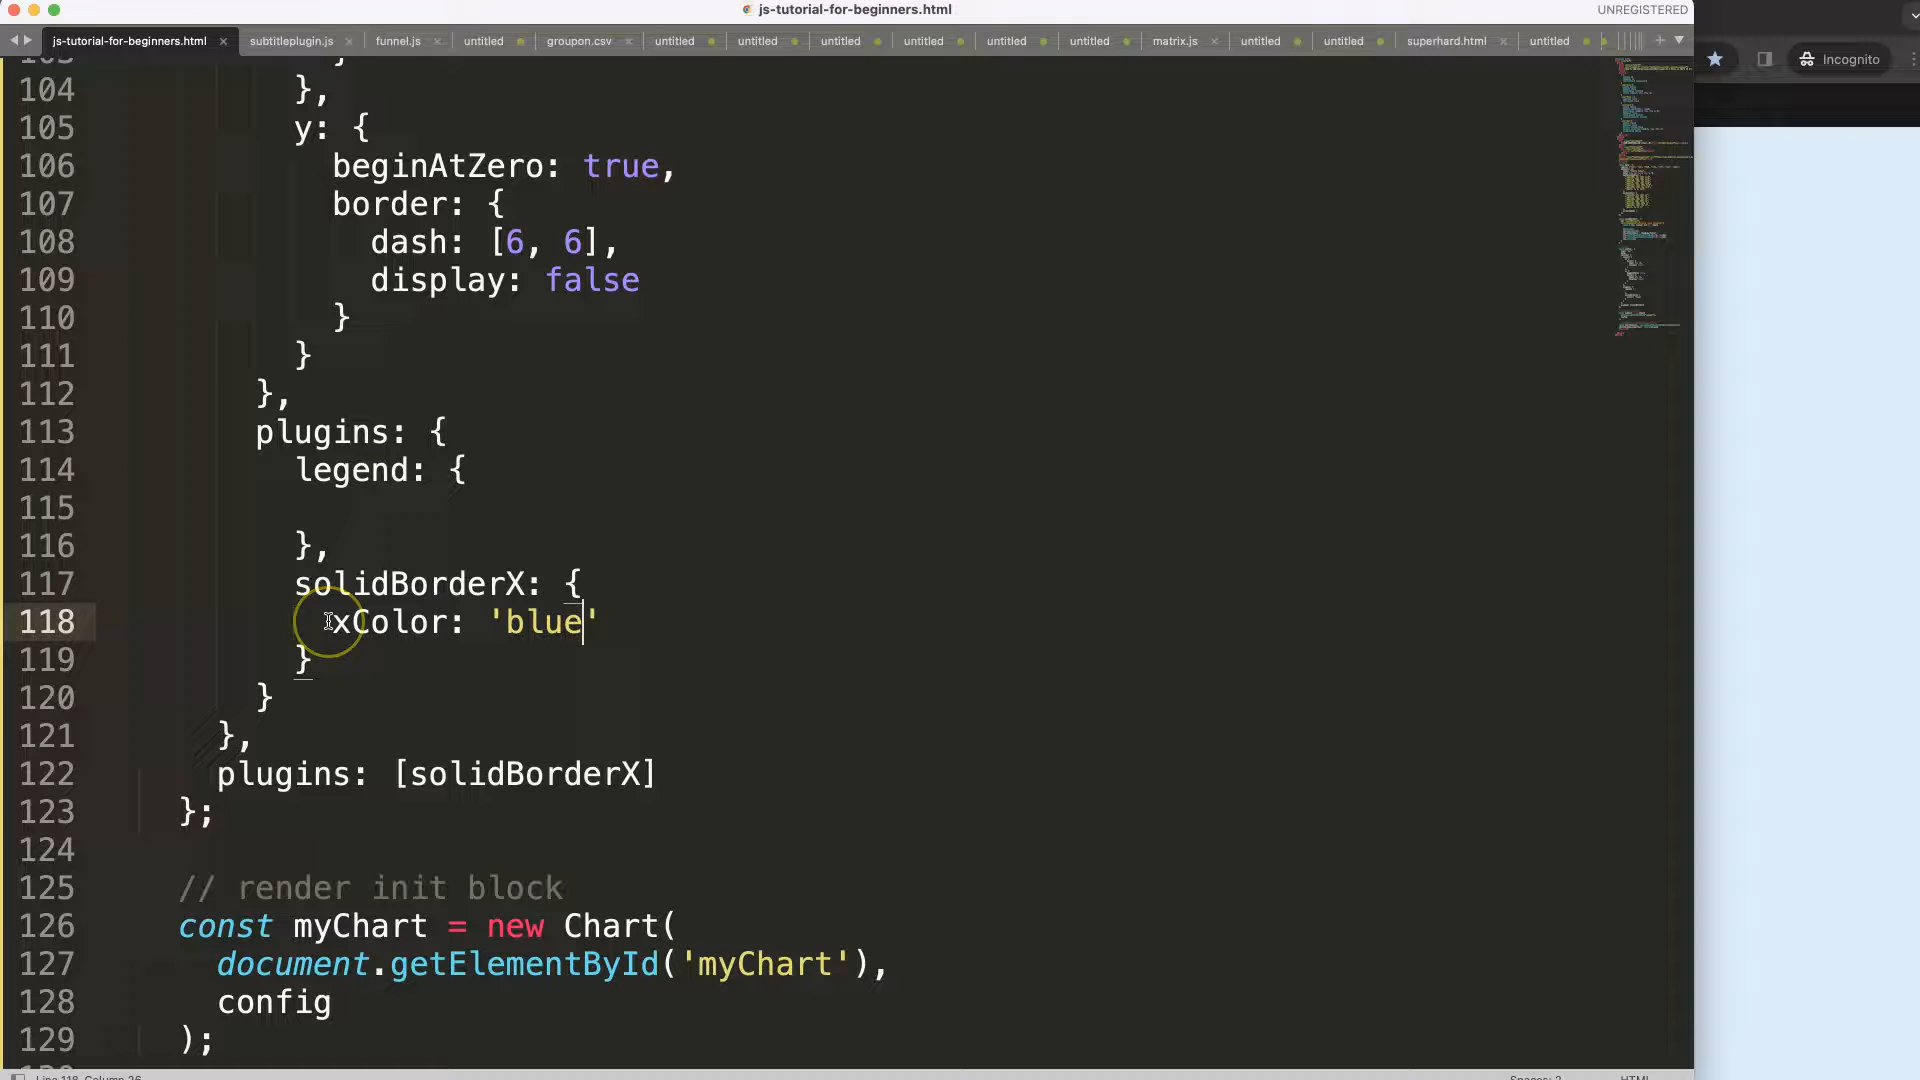 js-tutorial-for-beginners.html
UNREGISTERED
js-tutorial-for-beginners.html × subtitleplugin.js × funnel.js × untitled groupon.csv × untitled untitled untitled untitled untitled untitled matrix.js × untitled untitled superhard.html × untitled
Incognito
104 },
105 y: {
106 beginAtZero: true,
107 border: {
108 dash: [6, 6],
109 display: false
110 }
111 }
112 },
113 plugins: {
114 legend: {
115
116 },
117 solidBorderX: {
118 xColor: 'blue'
119 }
120 }
121 },
122 plugins: [solidBorderX]
123 };
124
125 // render init block
126 const myChart = new Chart(
127 document.getElementById('myChart'),
128 config
129 );